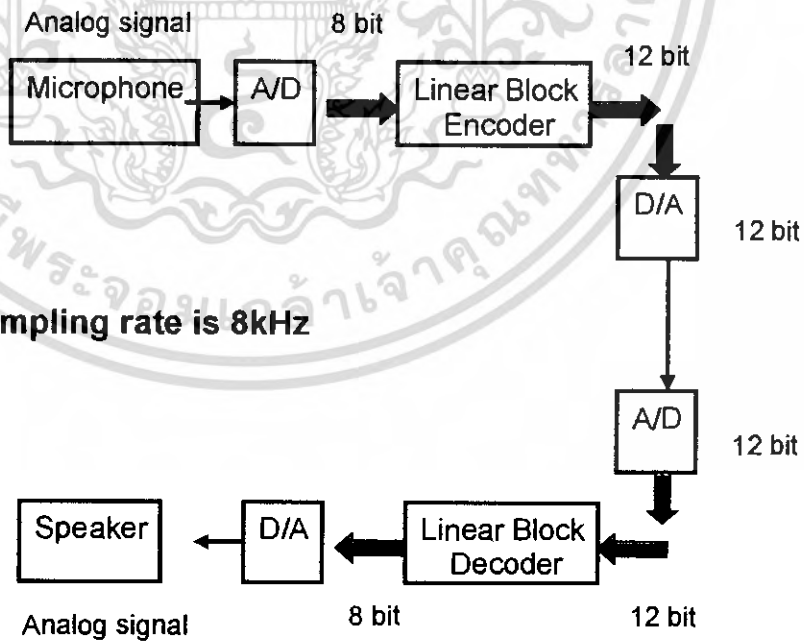 Analog signal
8 bit
12 bit
Microphone
A/D
Linear Block
Encoder
D/A
12 bit
mpling rate is 8kHz
A/D
12 bit
Speaker
D/A
Linear Block
Decoder
Analog signal
8 bit
12 bit